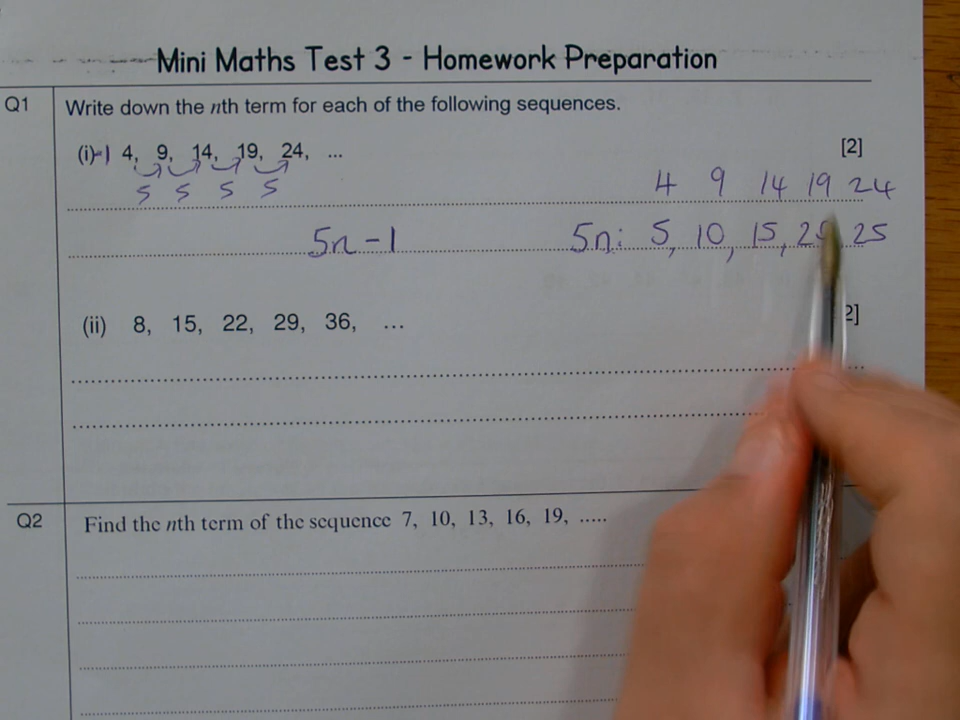 Mini Maths Test 3 - Homework Preparation
Q1 Write down the nth term for each of the following sequences.
(i) -1 4, 9, 14, 19, 24, ... [2]
5 5 5 5 4 9 14 19 24
5n - 1 5n: 5, 10, 15, 20 25
(ii) 8, 15, 22, 29, 36, ... 2]
Q2 Find the nth term of the sequence 7, 10, 13, 16, 19, .....